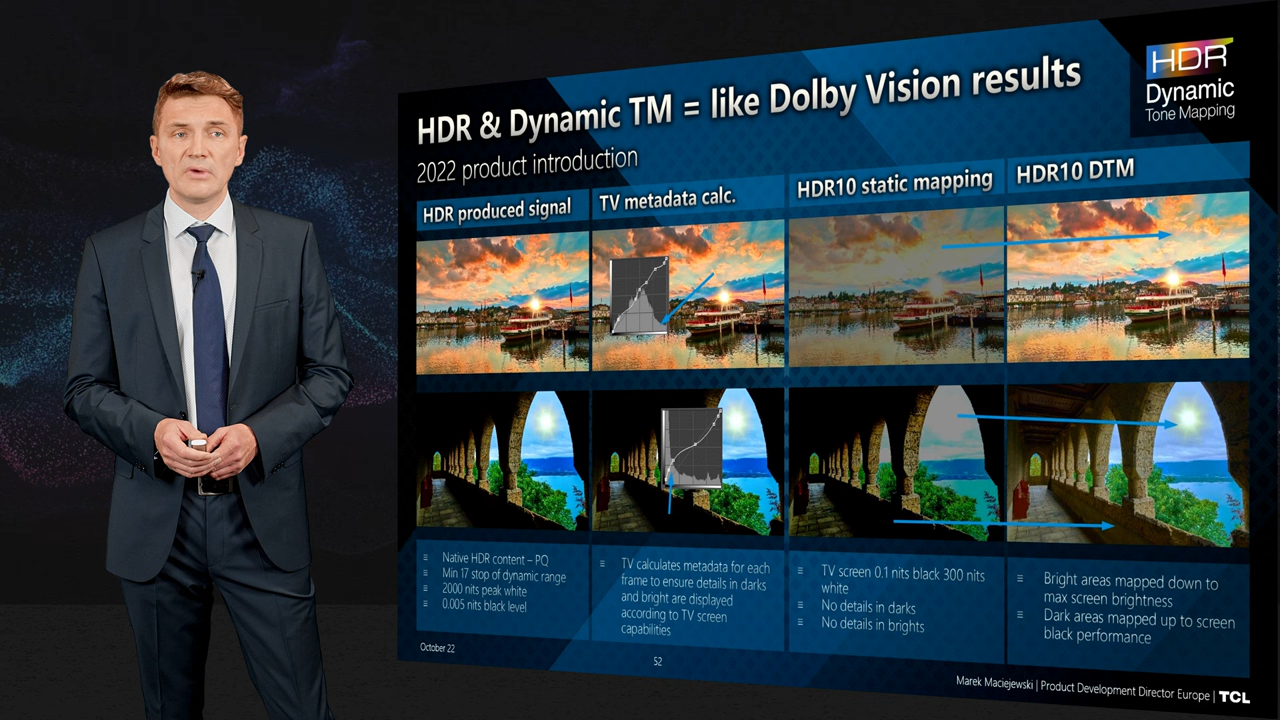 HDR & Dynamic TM = like Dolby Vision results
2022 product introduction
HDR
Dynamic
Tone Mapping
HDR produced signal
TV metadata calc.
HDR10 static mapping
HDR10 DTM
Native HDR content – PQ
Min 17 stop of dynamic range
2000 nits peak white
0.005 nits black level
TV calculates metadata for each
frame to ensure details in darks
and bright are displayed
according to TV screen
capabilities
TV screen 0.1 nits black 300 nits
white
No details in darks
No details in brights
Bright areas mapped down to
max screen brightness
Dark areas mapped up to screen
black performance
October 22
52
Marek Maciejewski | Product Development Director Europe | TCL